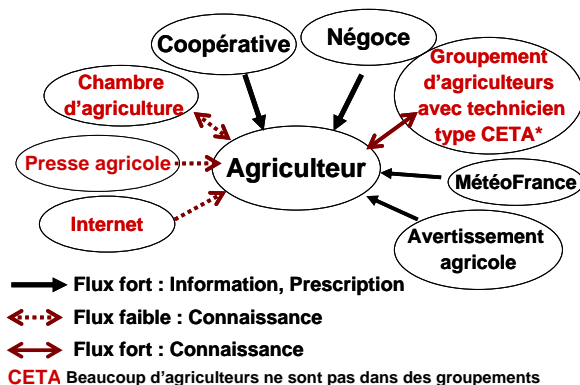 Coopérative
Négoce
Chambre
d'agriculture
Groupement
d'agriculteurs
avec technicien
type CETA*
Presse agricole
Agriculteur
MétéoFrance
Internet
Avertissement
agricole
Flux fort : Information, Prescription
Flux faible : Connaissance
Flux fort : Connaissance
CETA Beaucoup d'agriculteurs ne sont pas dans des groupements